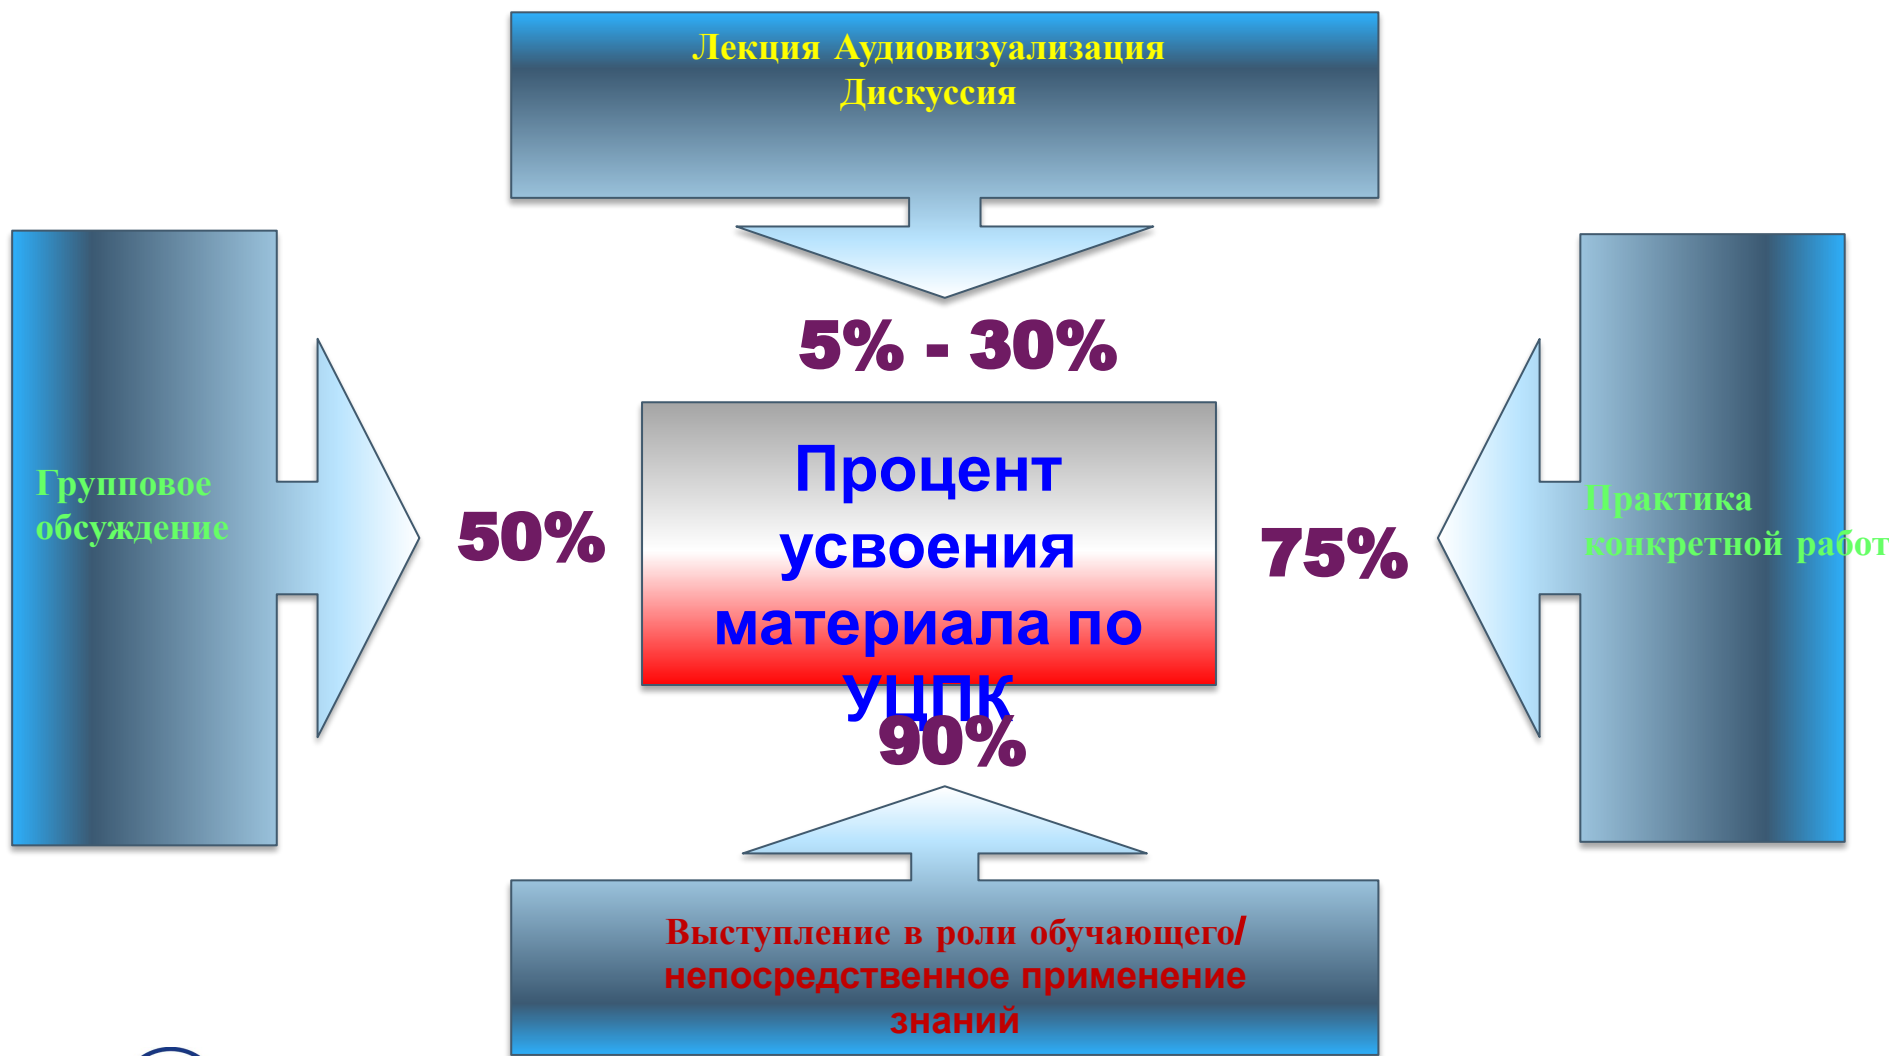 Лекция Аудиовизуализация
Дискуссия
5% - 30%
Групповое
обсуждение
50%
Процент
усвоения
материала по
УЦПК
75%
Практика
конкретной работ
90%
Выступление в роли обучающего/
непосредственное применение
знаний